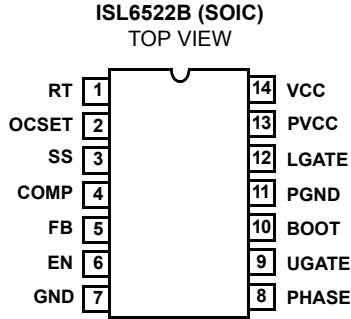 ISL6522B (SOIC)
TOP VIEW
RT 1 14 VCC
OCSET 2 13 PVCC
SS 3 12 LGATE
COMP 4 11 PGND
FB 5 10 BOOT
EN 6 9 UGATE
GND 7 8 PHASE